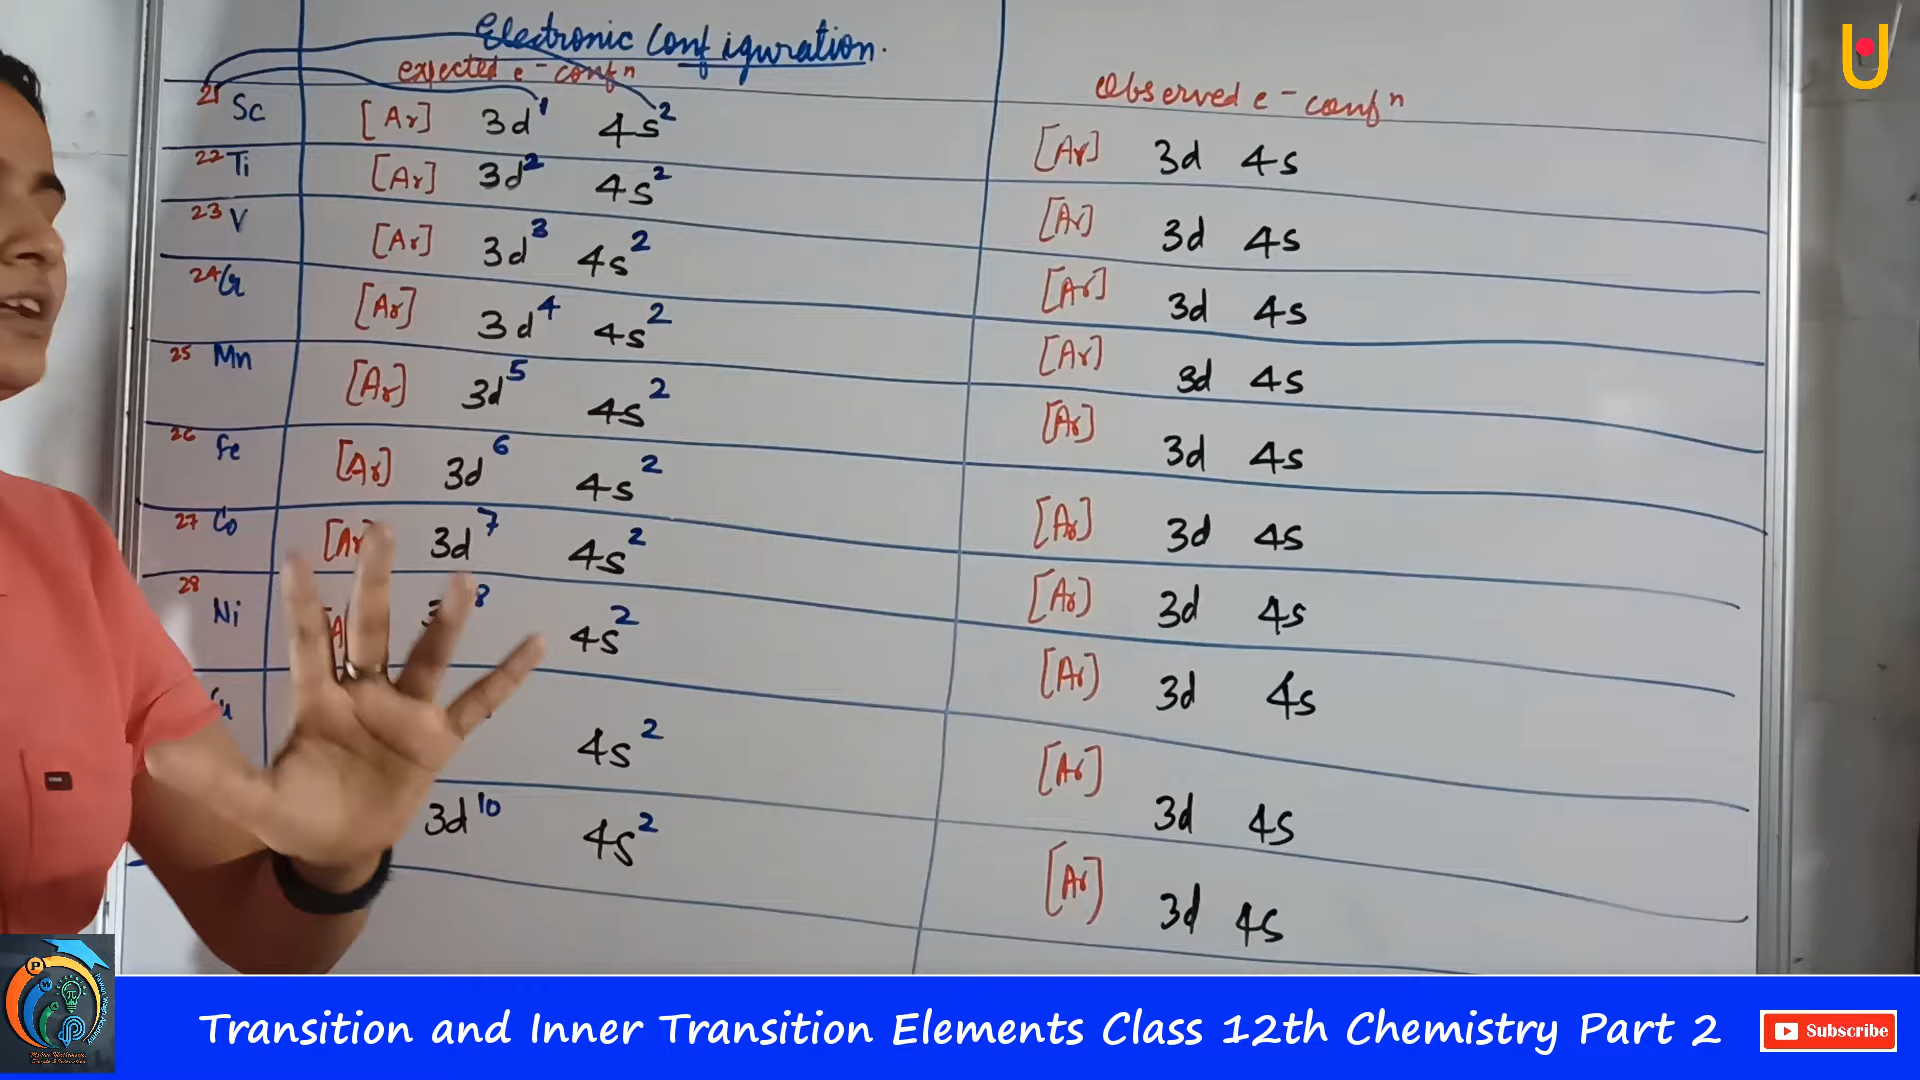 Electronic Configuration.
expected e- confⁿ
Observed e- confⁿ
21 Sc [Ar] 3d¹ 4s² [Ar] 3d 4s
22 Ti [Ar] 3d² 4s² [Ar] 3d 4s
23 V [Ar] 3d³ 4s² [Ar] 3d 4s
24 Cr [Ar] 3d⁴ 4s² [Ar] 3d 4s
25 Mn [Ar] 3d⁵ 4s² [Ar] 3d 4s
26 Fe [Ar] 3d⁶ 4s² [Ar] 3d 4s
27 Co [Ar] 3d⁷ 4s² [Ar] 3d 4s
28 Ni 8 4s² [Ar] 3d 4s
4s² [Ar] 3d 4s
3d¹⁰ 4s² [Ar] 3d 4s
Transition and Inner Transition Elements Class 12th Chemistry Part 2
Subscribe